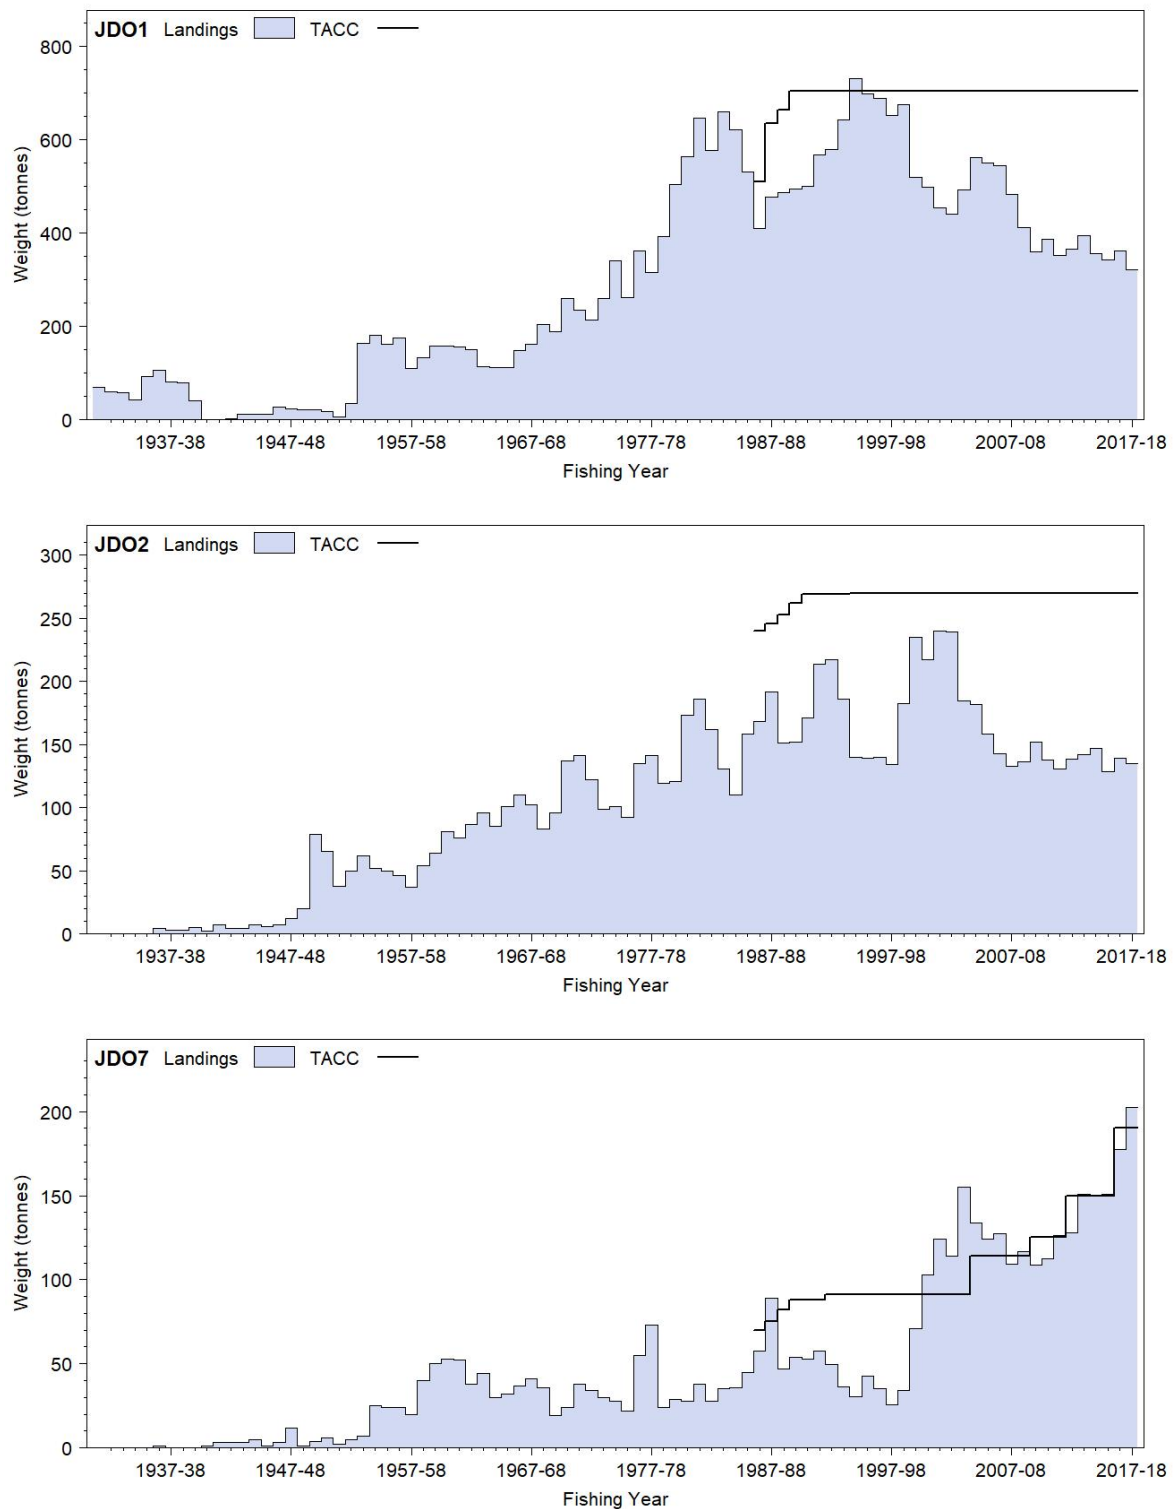 JDO1 Landings TACC
800
600
400
200
0
Weight (tonnes)
1937-38 1947-48 1957-58 1967-68 1977-78 1987-88 1997-98 2007-08 2017-18
Fishing Year
JDO2 Landings TACC
300
250
200
150
100
50
0
Weight (tonnes)
1937-38 1947-48 1957-58 1967-68 1977-78 1987-88 1997-98 2007-08 2017-18
Fishing Year
JDO7 Landings TACC
200
150
100
50
0
Weight (tonnes)
1937-38 1947-48 1957-58 1967-68 1977-78 1987-88 1997-98 2007-08 2017-18
Fishing Year